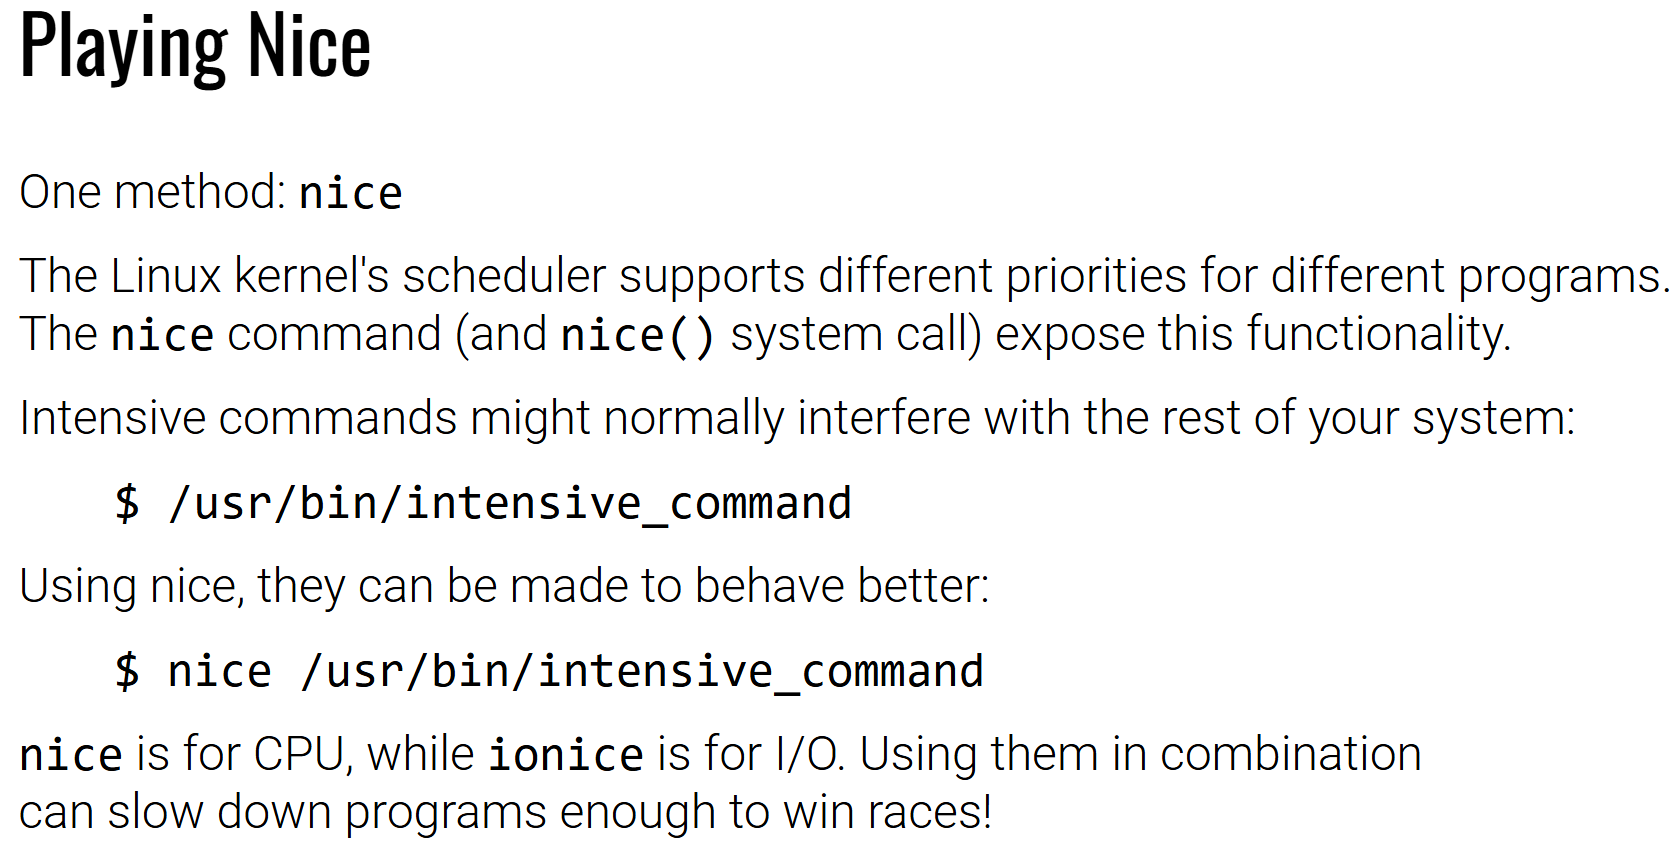 Playing Nice
One method: nice
The Linux kernel's scheduler supports different priorities for different programs.
The nice command (and nice() system call) expose this functionality.
Intensive commands might normally interfere with the rest of your system:
$ /usr/bin/intensive_command
Using nice, they can be made to behave better:
$ nice /usr/bin/intensive_command
nice is for CPU, while ionice is for I/O. Using them in combination
can slow down programs enough to win races!